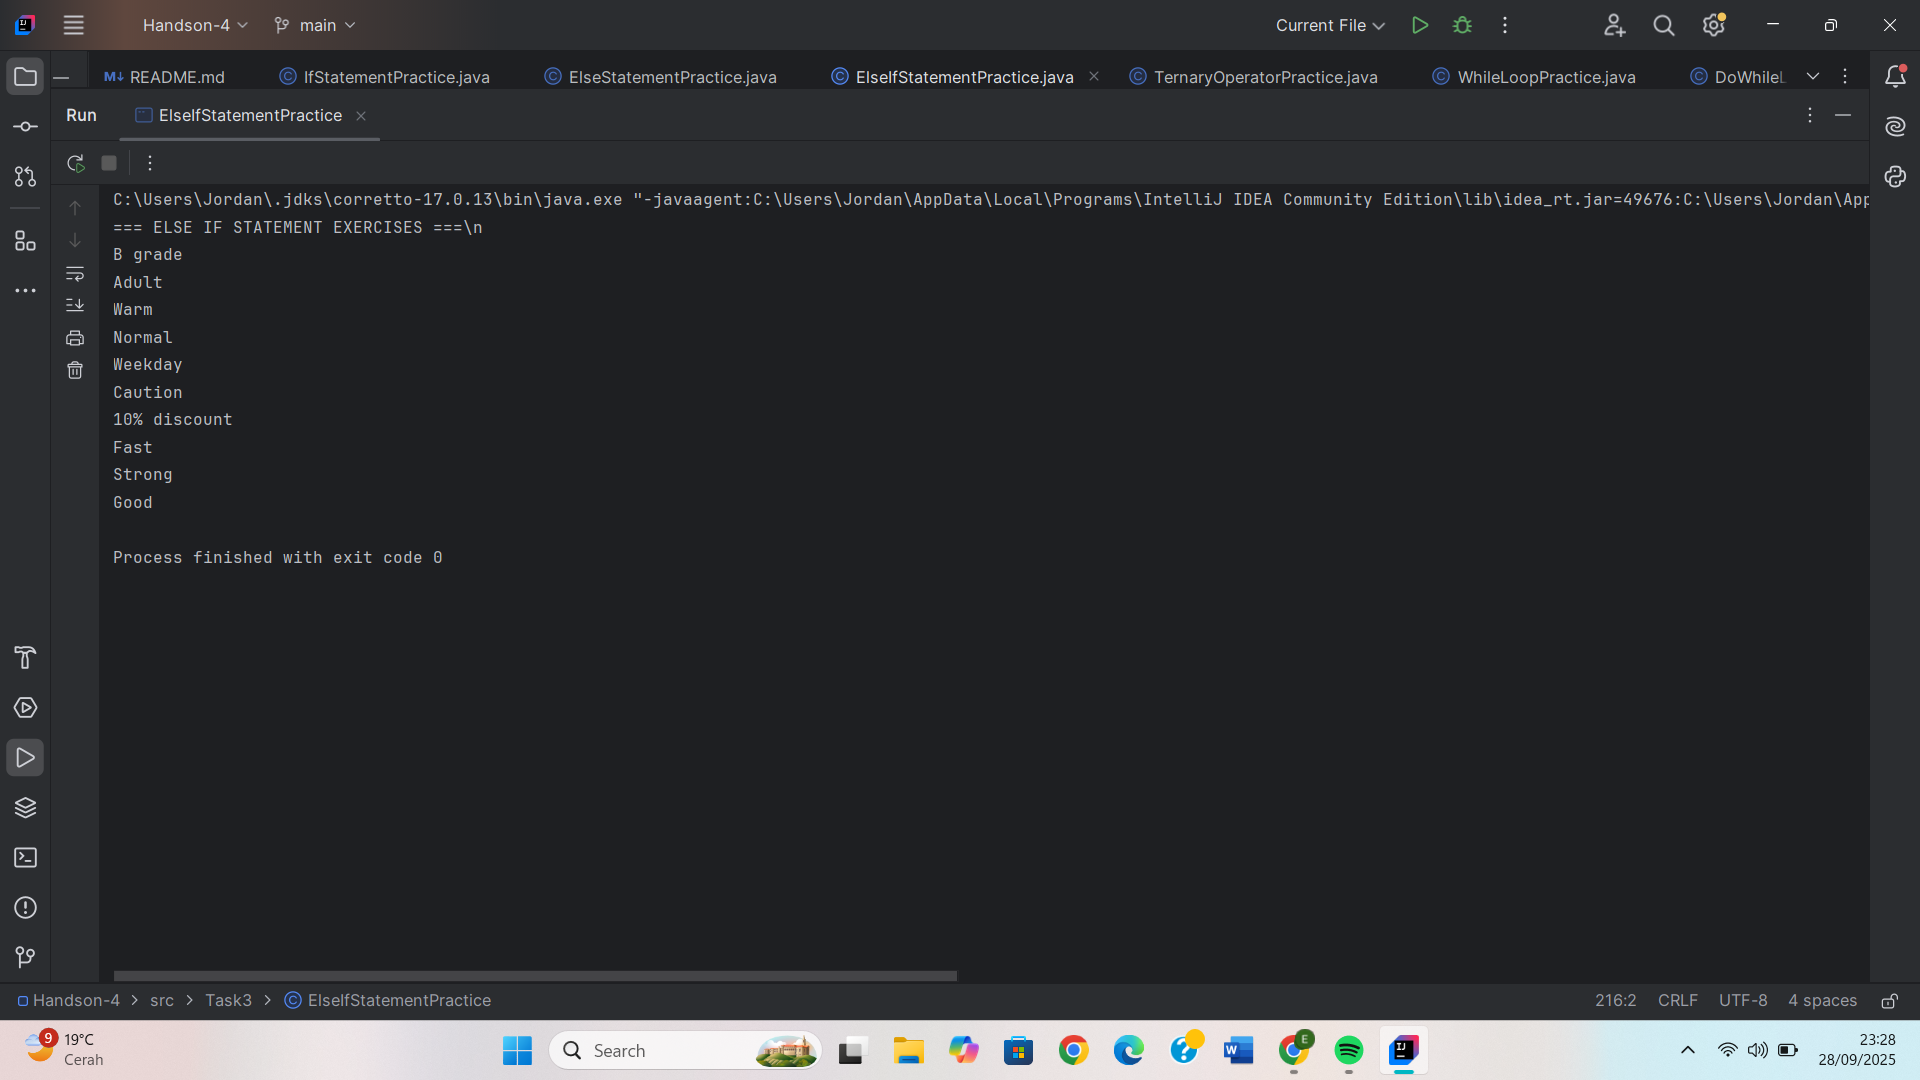 Handson-4 main Current File
README.md IfStatementPractice.java ElseStatementPractice.java ElseIfStatementPractice.java TernaryOperatorPractice.java WhileLoopPractice.java DoWhileL
Run ElseIfStatementPractice
C:\Users\Jordan\.jdks\corretto-17.0.13\bin\java.exe "-javaagent:C:\Users\Jordan\AppData\Local\Programs\IntelliJ IDEA Community Edition\lib\idea_rt.jar=49676:C:\Users\Jordan\App
=== ELSE IF STATEMENT EXERCISES ===\n
B grade
Adult
Warm
Normal
Weekday
Caution
10% discount
Fast
Strong
Good
Process finished with exit code 0
Handson-4 > src > Task3 > ElseIfStatementPractice 216:2 CRLF UTF-8 4 spaces
9 19°C
Cerah
Search
E
23:28
28/09/2025